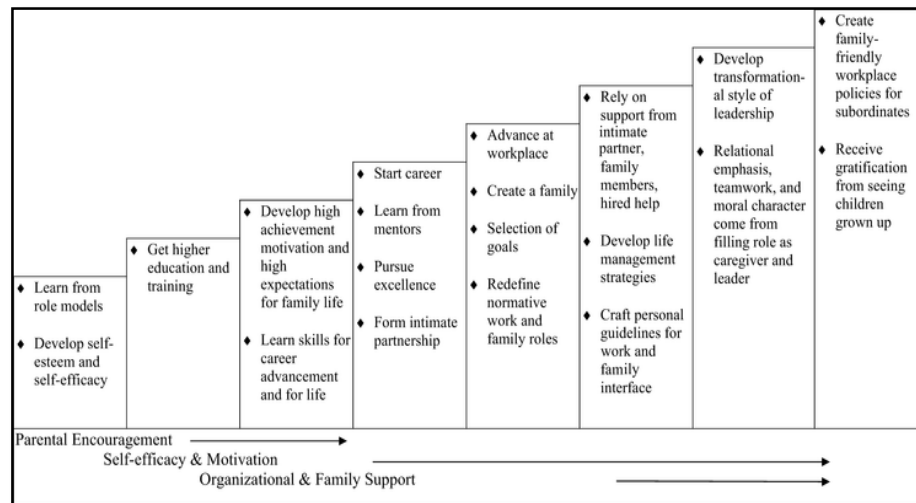 ♦ Learn from
role models
♦ Develop self-
esteem and
self-efficacy
♦ Get higher
education and
training
♦ Develop high
achievement
motivation and
high
expectations
for family life
♦ Learn skills for
career
advancement
and for life
♦ Start career
♦ Learn from
mentors
♦ Pursue
excellence
♦ Form intimate
partnership
♦ Advance at
workplace
♦ Create a family
♦ Selection of
goals
♦ Redefine
normative
work and
family roles
♦ Rely on
support from
intimate
partner,
family
members,
hired help
♦ Develop life
management
strategies
♦ Craft personal
guidelines for
work and
family
interface
♦ Develop
transformation-
al style of
leadership
♦ Relational
emphasis,
teamwork, and
moral character
come from
filling role as
caregiver and
leader
♦ Create
family-
friendly
workplace
policies for
subordinates
♦ Receive
gratification
from seeing
children
grown up
Parental Encouragement
Self-efficacy & Motivation
Organizational & Family Support